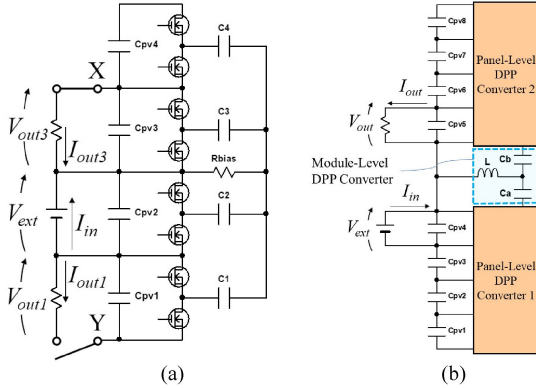 Cpv4
C4
X
Cpv3
C3
Vout3
Iout3
Rbias
Vext
Iin
Cpv2
C2
Vout1
Iout1
Cpv1
C1
Y
(a)
Cpv8
Cpv7
Cpv6
Cpv5
Panel-Level
DPP
Converter 2
Iout
Vout
Module-Level
DPP Converter
L
Cb
Ca
Iin
Vext
Cpv4
Cpv3
Cpv2
Cpv1
Panel-Level
DPP
Converter 1
(b)